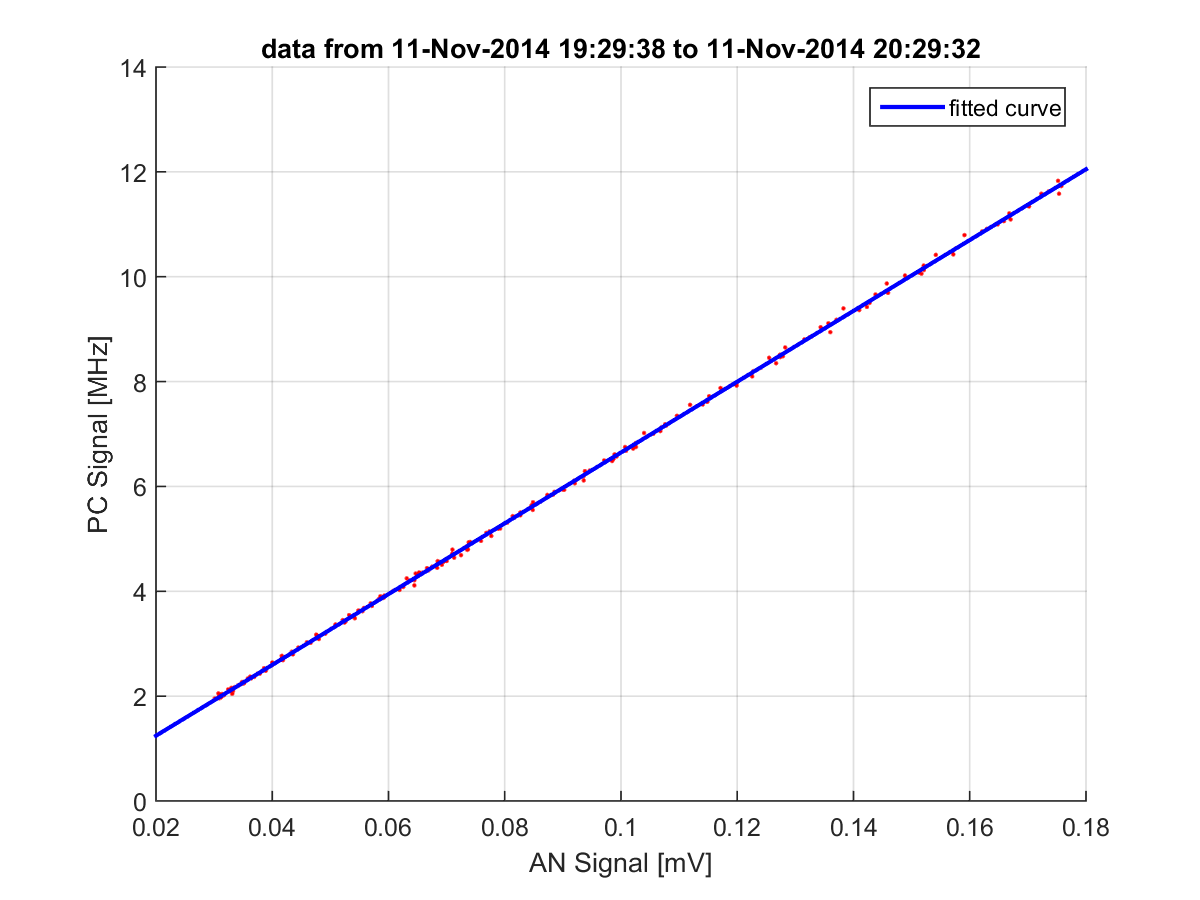 data from 11-Nov-2014 19:29:38 to 11-Nov-2014 20:29:32
fitted curve
14
12
10
8
6
4
2
0
PC Signal [MHz]
0.02 0.04 0.06 0.08 0.1 0.12 0.14 0.16 0.18
AN Signal [mV]